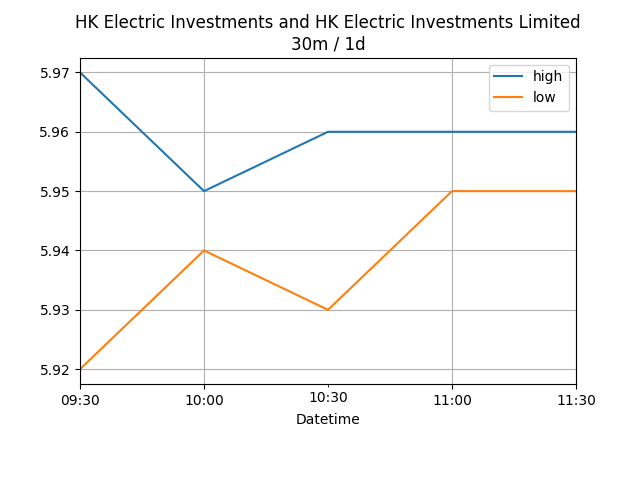 HK Electric Investments and HK Electric Investments Limited
30m / 1d
high
low
5.97
5.96
5.95
5.94
5.93
5.92
09:30 10:00 10:30 11:00 11:30
Datetime